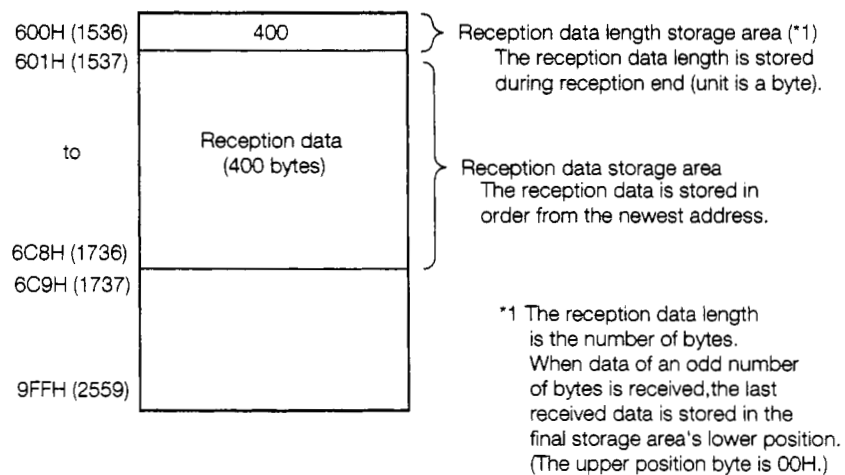 600H (1536)
400
Reception data length storage area (*1)
The reception data length is stored
during reception end (unit is a byte).
601H (1537)
to
Reception data
(400 bytes)
Reception data storage area
The reception data is stored in
order from the newest address.
6C8H (1736)
6C9H (1737)
9FFH (2559)
*1 The reception data length
is the number of bytes.
When data of an odd number
of bytes is received,the last
received data is stored in the
final storage area's lower position.
(The upper position byte is 00H.)